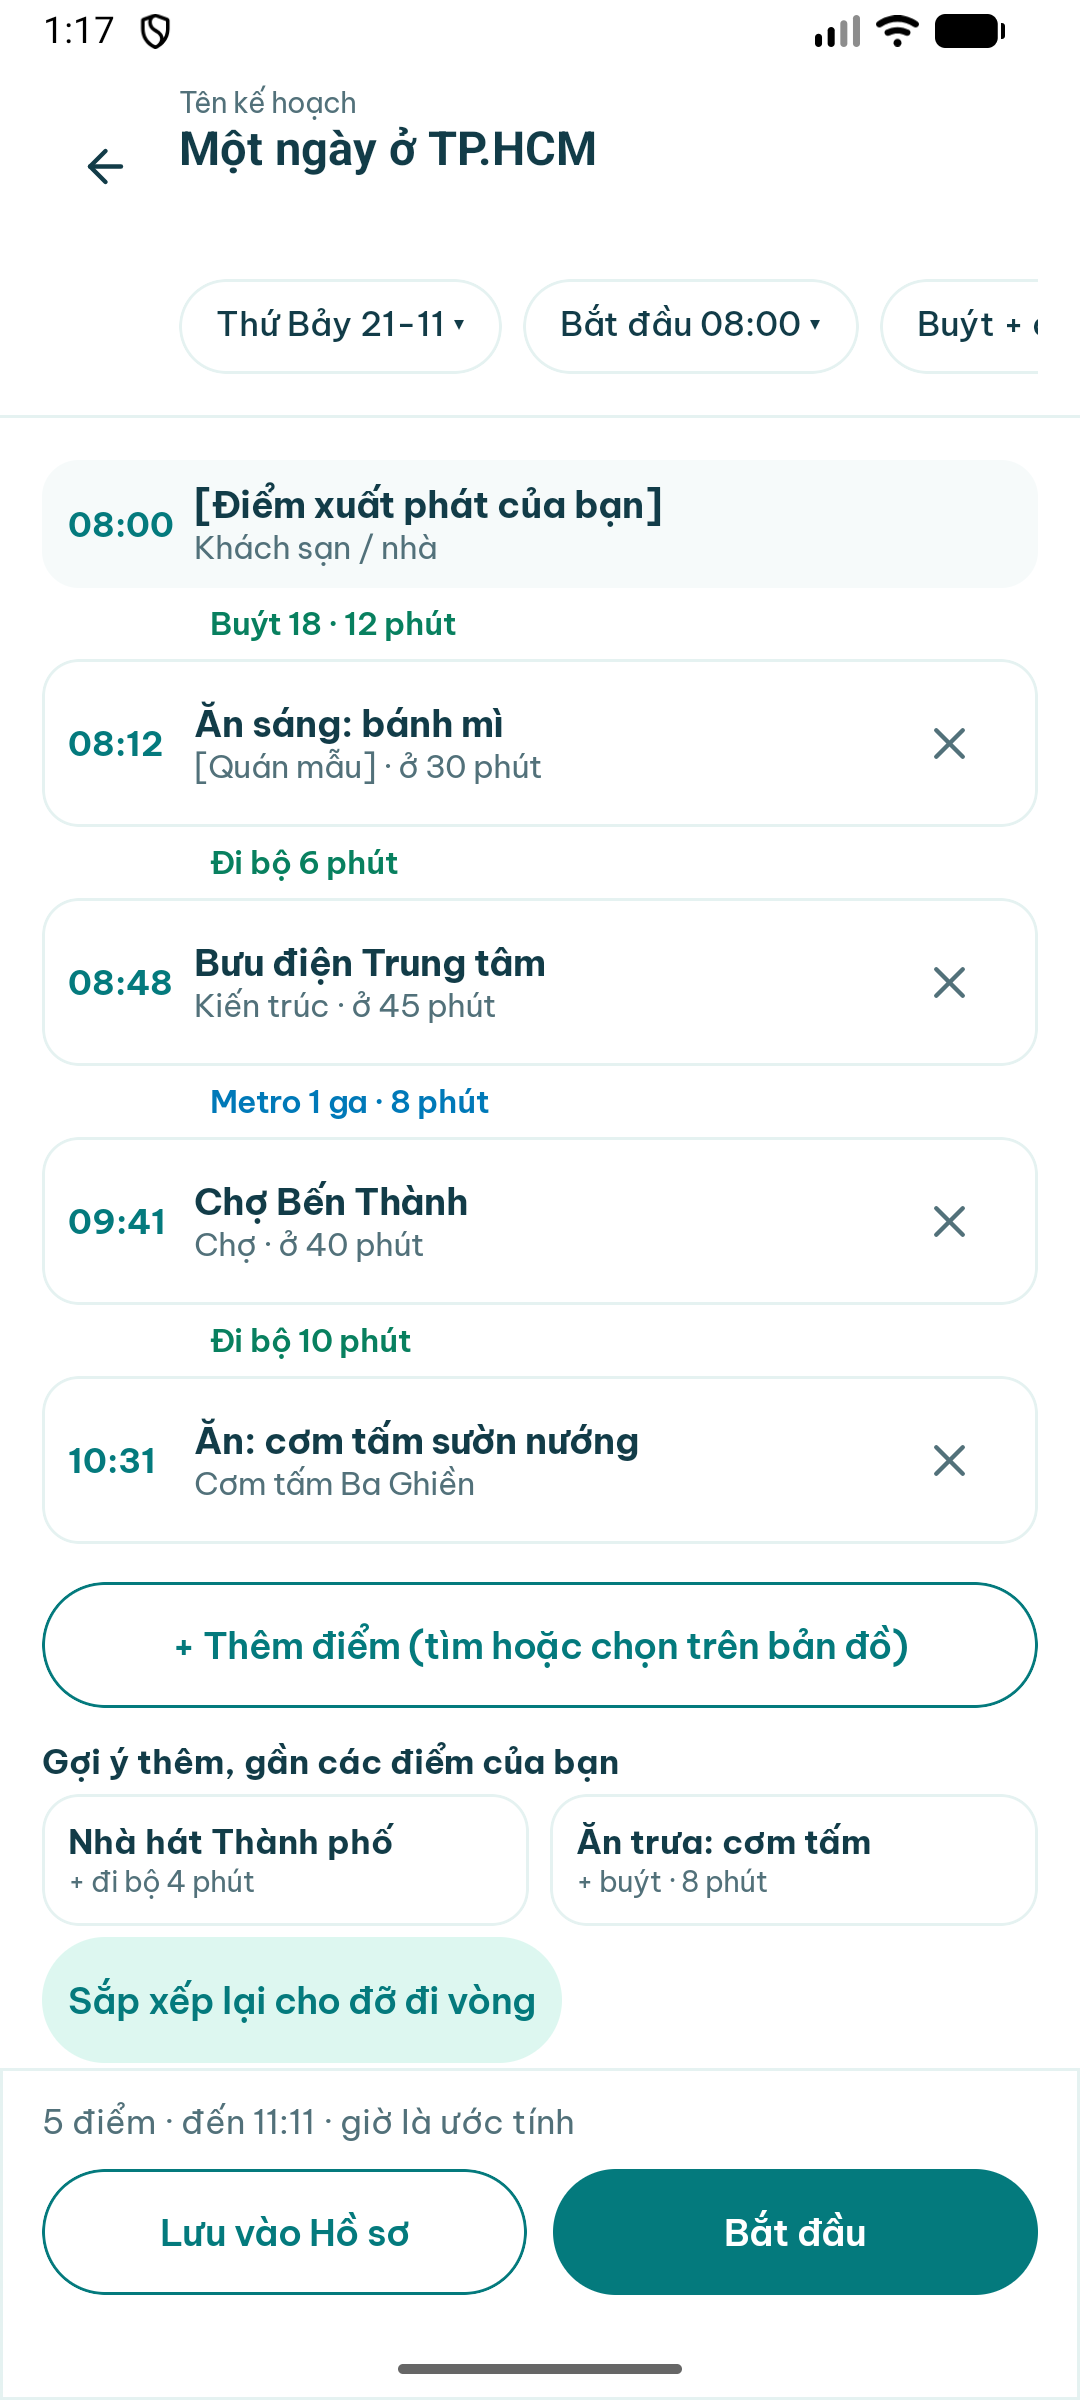 1:17
Tên kế hoạch
Một ngày ở TP.HCM
Thứ Bảy 21-11 ▾
Bắt đầu 08:00 ▾
Buýt +
08:00
[Điểm xuất phát của bạn]
Khách sạn / nhà
Buýt 18 · 12 phút
08:12
Ăn sáng: bánh mì
[Quán mẫu] · ở 30 phút
Đi bộ 6 phút
08:48
Bưu điện Trung tâm
Kiến trúc · ở 45 phút
Metro 1 ga · 8 phút
09:41
Chợ Bến Thành
Chợ · ở 40 phút
Đi bộ 10 phút
10:31
Ăn: cơm tấm sườn nướng
Cơm tấm Ba Ghiền
+ Thêm điểm (tìm hoặc chọn trên bản đồ)
Gợi ý thêm, gần các điểm của bạn
Nhà hát Thành phố
+ đi bộ 4 phút
Ăn trưa: cơm tấm
+ buýt · 8 phút
Sắp xếp lại cho đỡ đi vòng
5 điểm · đến 11:11 · giờ là ước tính
Lưu vào Hồ sơ
Bắt đầu